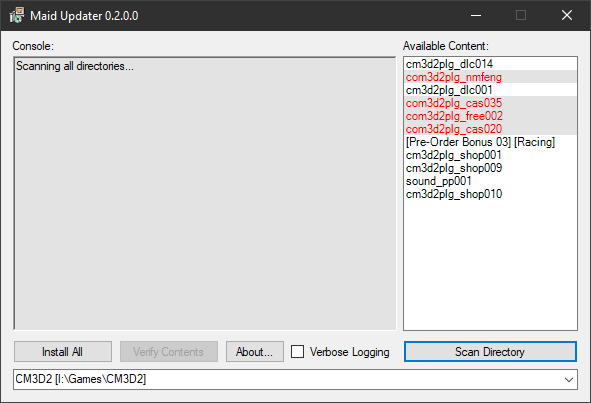 Maid Updater 0.2.0.0
Console:
Available Content:
Scanning all directories...
cm3d2plg_dlc014
com3d2plg_nmfeng
cm3d2plg_dlc001
com3d2plg_cas035
com3d2plg_free002
com3d2plg_cas020
[Pre-Order Bonus 03] [Racing]
cm3d2plg_shop001
cm3d2plg_shop009
sound_pp001
cm3d2plg_shop010
Install All
Verify Contents
About...
Verbose Logging
Scan Directory
CM3D2 [I:\Games\CM3D2]